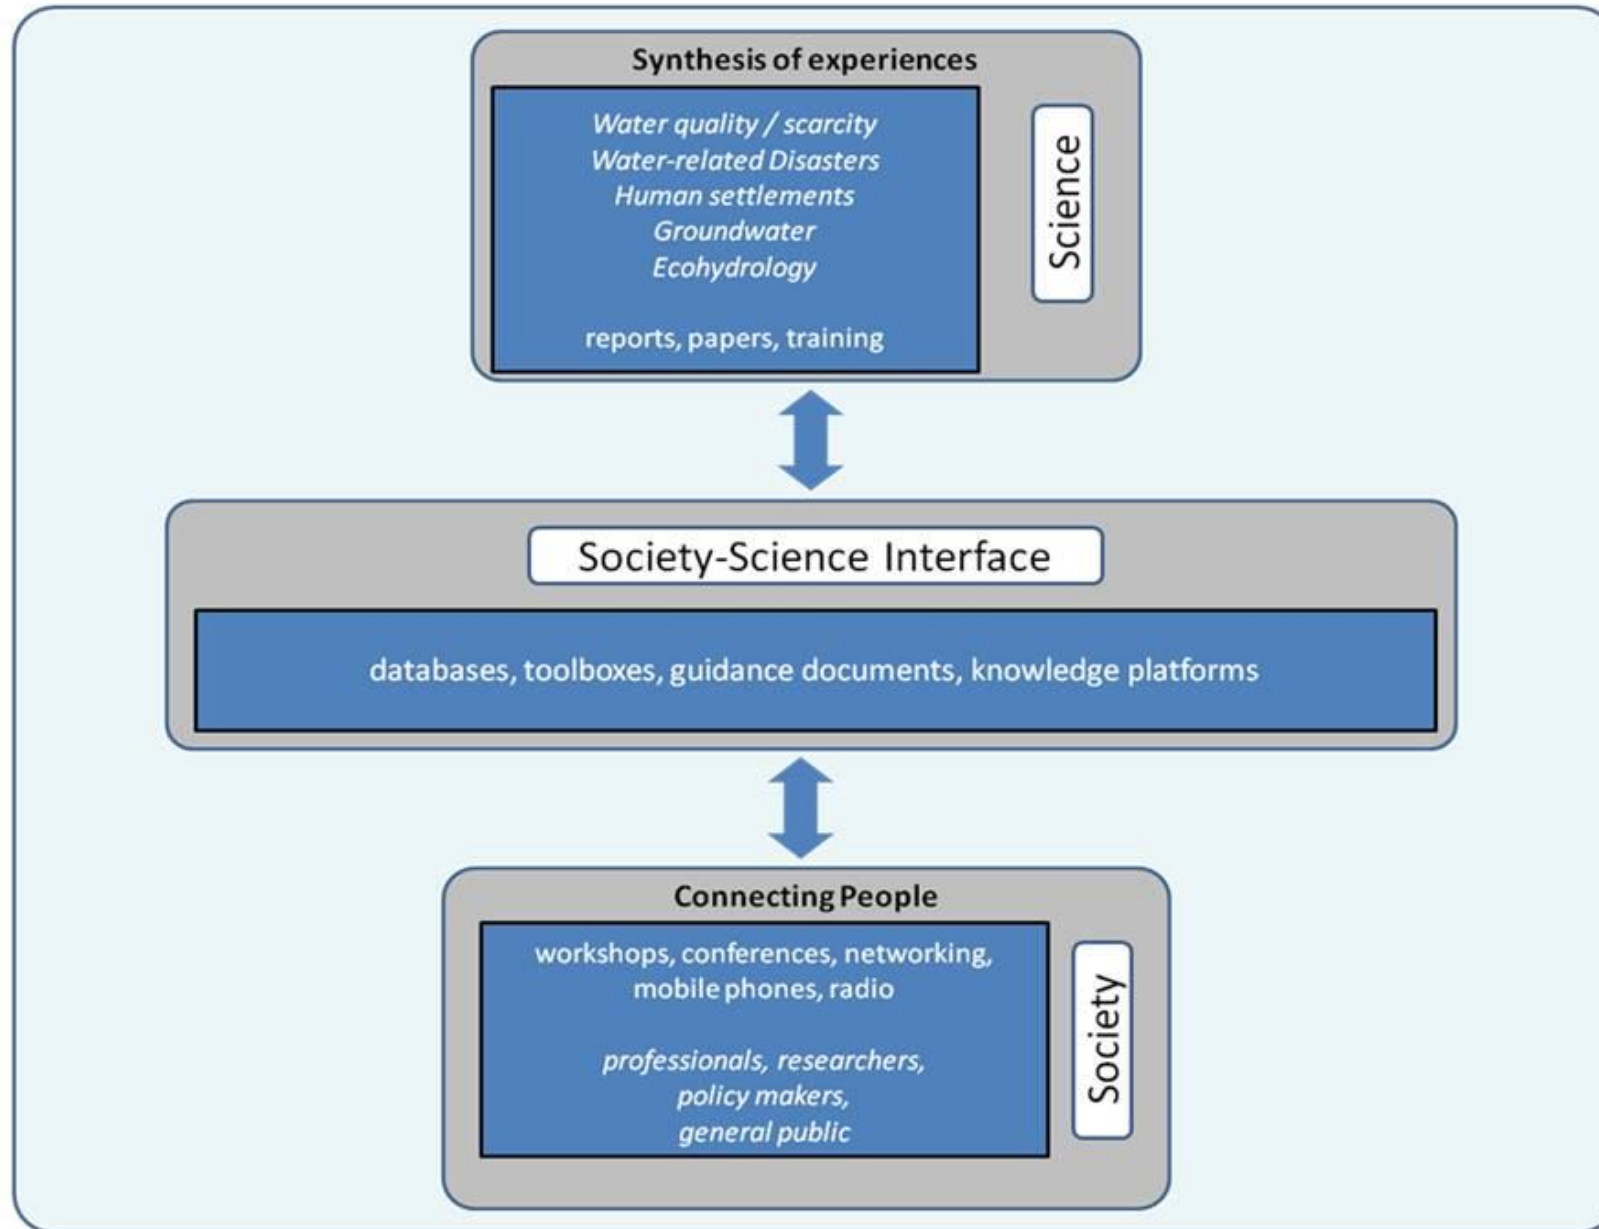 Synthesis of experiences
Water quality / scarcity
Water-related Disasters
Human settlements
Groundwater
Ecohydrology
reports, papers, training
Science
Society-Science Interface
databases, toolboxes, guidance documents, knowledge platforms
Connecting People
workshops, conferences, networking,
mobile phones, radio
professionals, researchers,
policy makers,
general public
Society